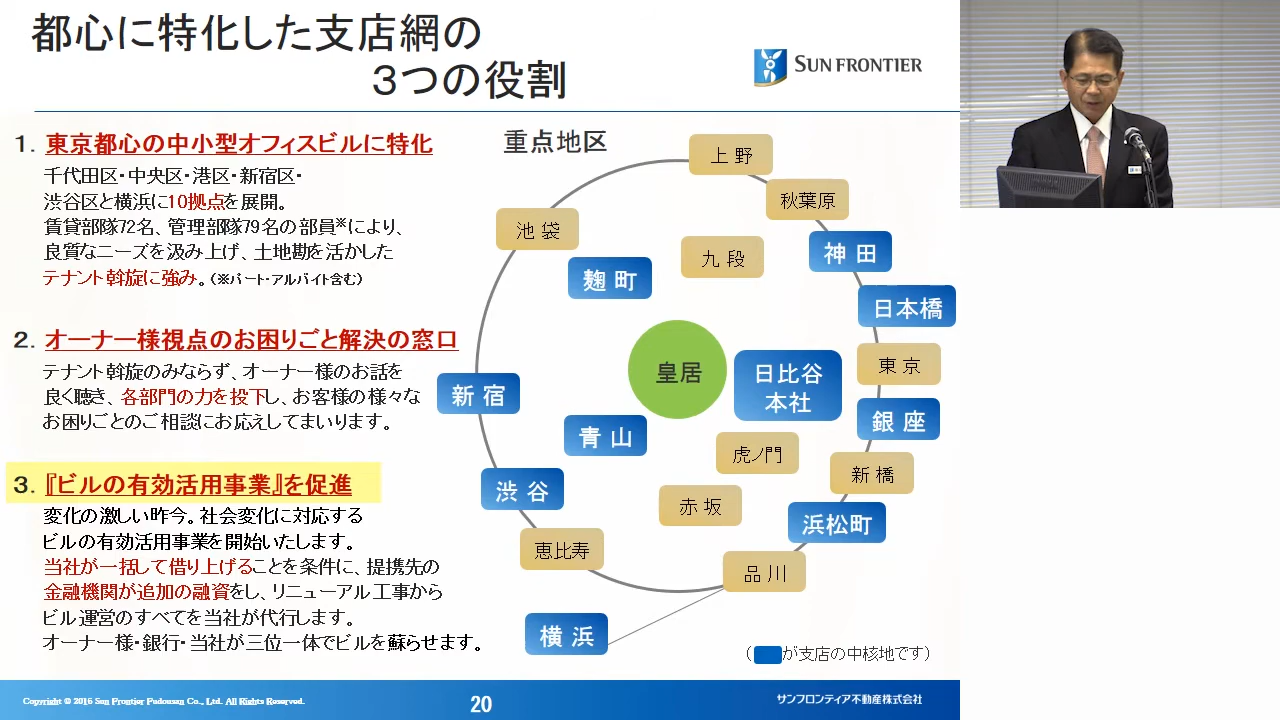 都心に特化した支店網の
３つの役割
SUN FRONTIER
1. 東京都心の中小型オフィスビルに特化
千代田区・中央区・港区・新宿区・
渋谷区と横浜に10拠点を展開。
賃貸部隊72名、管理部隊79名の部員※により、
良質なニーズを汲み上げ、土地勘を活かした
テナント斡旋に強み。(※パート・アルバイト含む)
2. オーナー様視点のお困りごと解決の窓口
テナント斡旋のみならず、オーナー様のお話を
良く聴き、各部門の力を投下し、お客様の様々な
お困りごとのご相談にお応えしてまいります。
3. 『ビルの有効活用事業』を促進
変化の激しい昨今。社会変化に対応する
ビルの有効活用事業を開始いたします。
当社が一括して借り上げることを条件に、提携先の
金融機関が追加の融資をし、リニューアル工事から
ビル運営のすべてを当社が代行します。
オーナー様・銀行・当社が三位一体でビルを蘇らせます。
重点地区
上野
秋葉原
池袋
九段
神田
麹町
日本橋
皇居
東京
日比谷
本社
新宿
銀座
青山
虎ノ門
新橋
渋谷
赤坂
浜松町
恵比寿
品川
横浜
(が支店の中核地です)
Copyright © 2016 Sun Frontier Fudousan Co., Ltd. All Rights Reserved.
20
サンフロンティア不動産株式会社